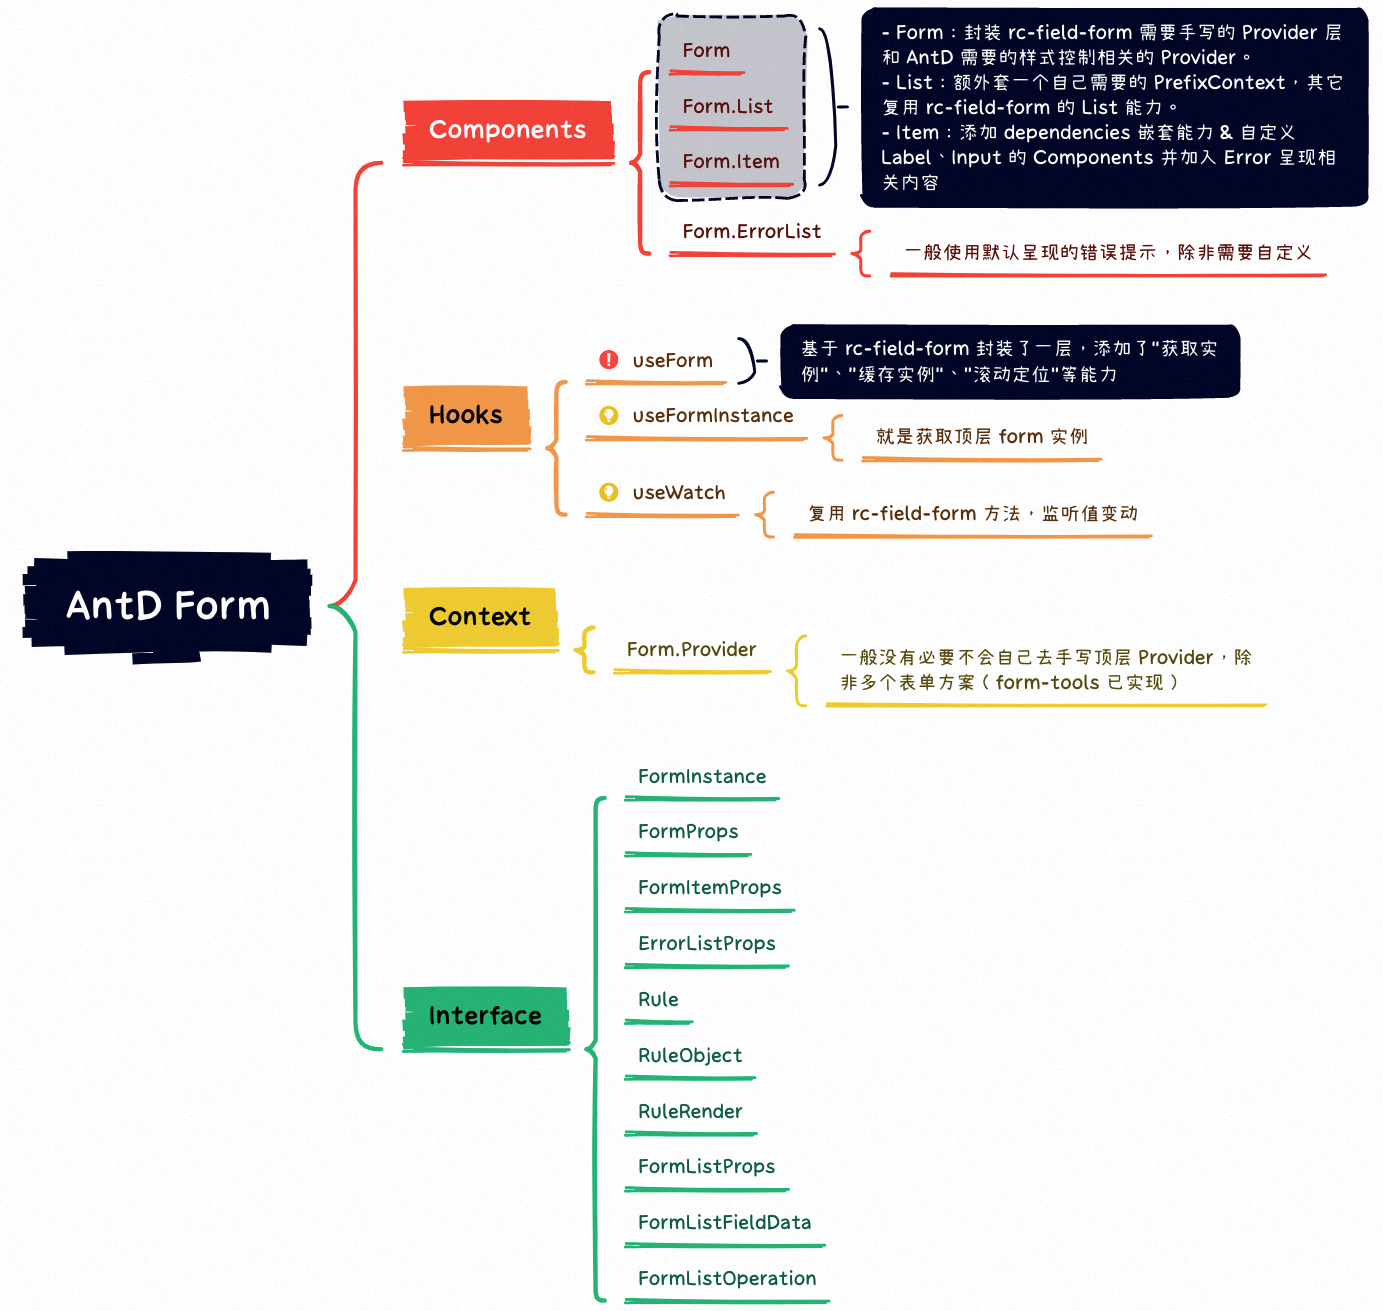 AntD Form
Components
Form
Form.List
Form.Item
- Form：封装 rc-field-form 需要手写的 Provider 层
和 AntD 需要的样式控制相关的 Provider。
- List：额外套一个自己需要的 PrefixContext，其它
复用 rc-field-form 的 List 能力。
- Item：添加 dependencies 嵌套能力 & 自定义
Label、Input 的 Components 并加入 Error 呈现相
关内容
Form.ErrorList
一般使用默认呈现的错误提示，除非需要自定义
Hooks
useForm
基于 rc-field-form 封装了一层，添加了"获取实
例"、"缓存实例"、"滚动定位"等能力
useFormInstance
就是获取顶层 form 实例
useWatch
复用 rc-field-form 方法，监听值变动
Context
Form.Provider
一般没有必要不会自己去手写顶层 Provider，除
非多个表单方案（form-tools 已实现）
Interface
FormInstance
FormProps
FormItemProps
ErrorListProps
Rule
RuleObject
RuleRender
FormListProps
FormListFieldData
FormListOperation